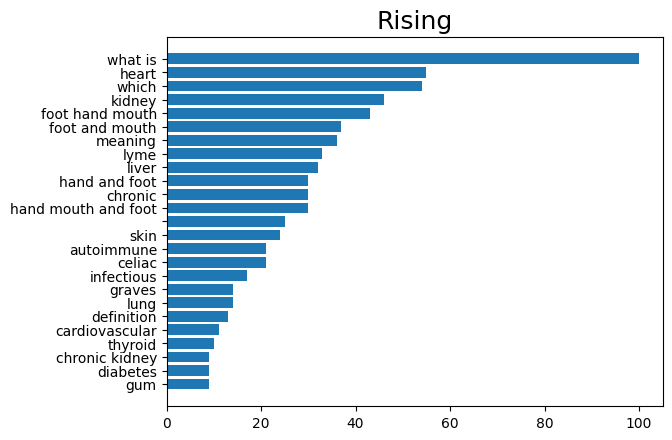 Rising
what is
heart
which
kidney
foot hand mouth
foot and mouth
meaning
lyme
liver
hand and foot
chronic
hand mouth and foot
skin
autoimmune
celiac
infectious
graves
lung
definition
cardiovascular
thyroid
chronic kidney
diabetes
gum
0 20 40 60 80 100